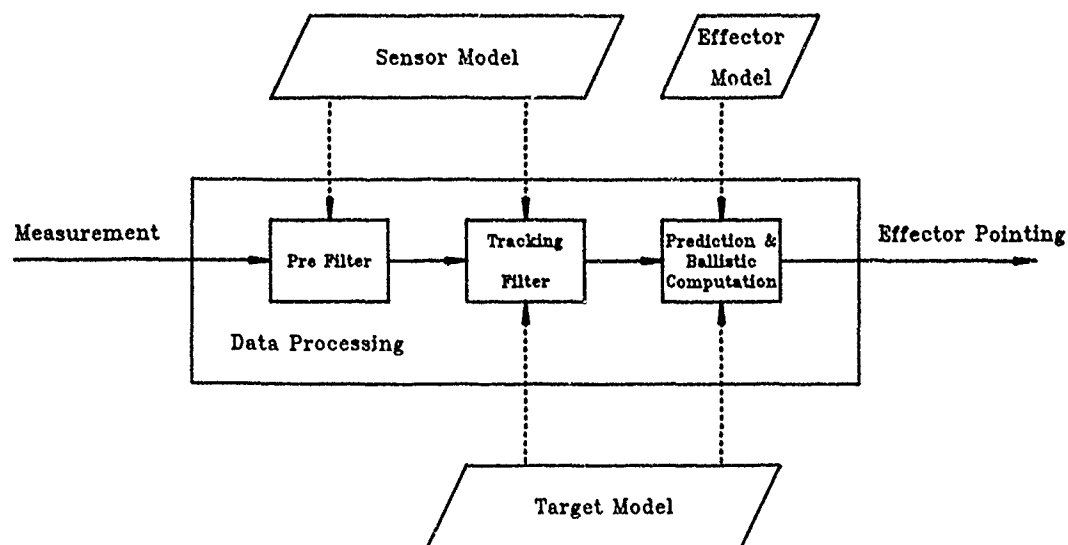 Sensor Model
Effector
Model
Measurement
Pre Filter
Tracking
Filter
Prediction &
Ballistic
Computation
Effector Pointing
Data Processing
Target Model